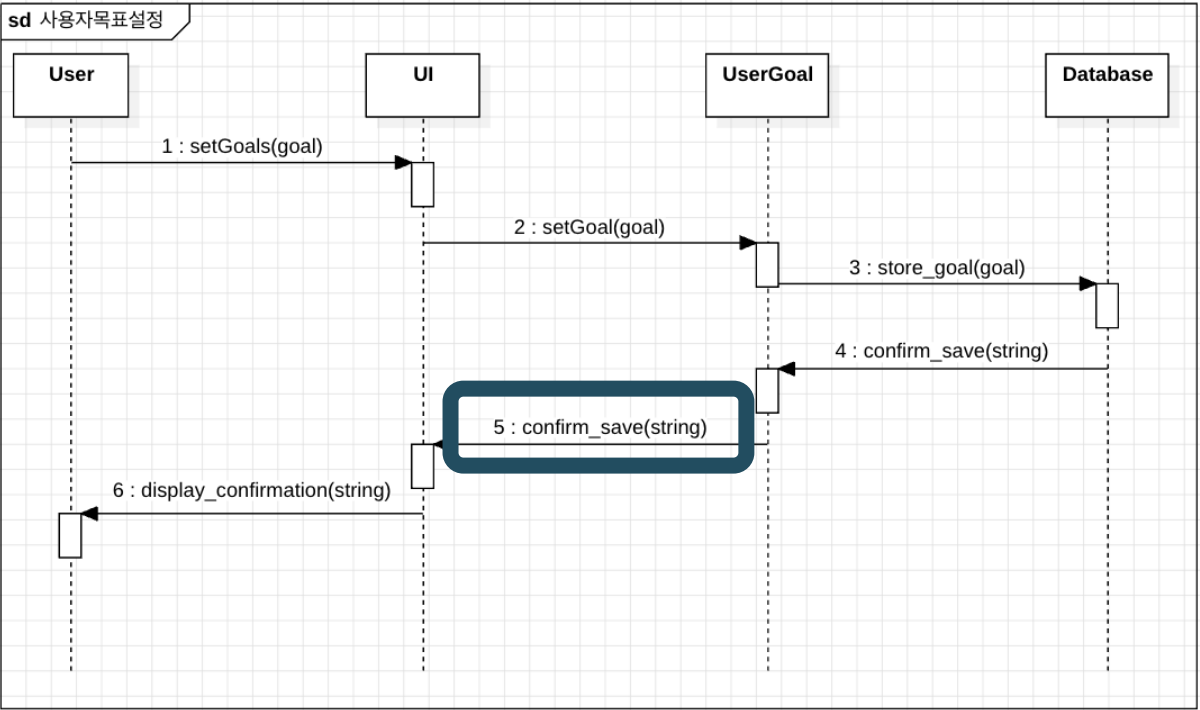 sd 사용자목표설정
User
UI
UserGoal
Database
1 : setGoals(goal)
2 : setGoal(goal)
3 : store_goal(goal)
4 : confirm_save(string)
5 : confirm_save(string)
6 : display_confirmation(string)